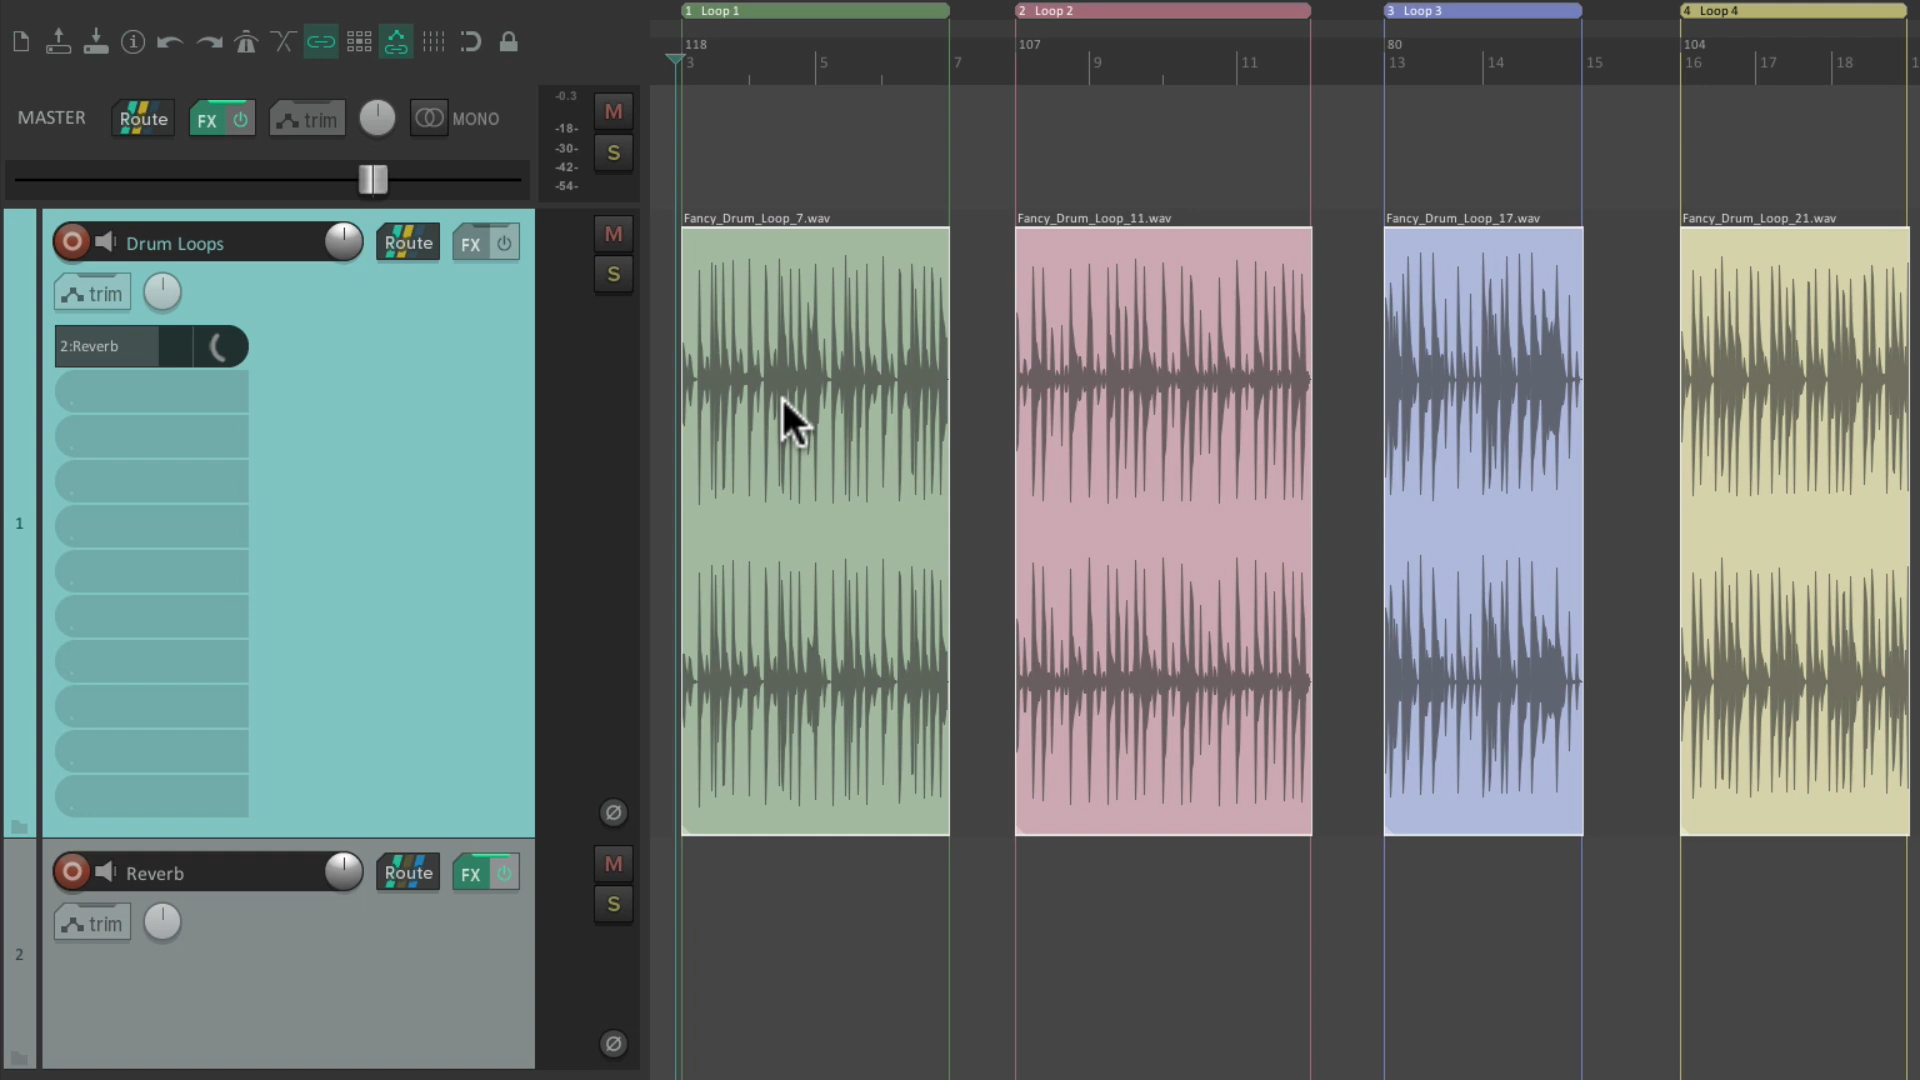 1 Loop 1
2 Loop 2
3 Loop 3
4 Loop 4
118
107
80
104
3
5
7
9
11
13
14
15
16
17
18
MASTER
Route
FX
trim
MONO
-0.3
-18-
-30-
-42-
-54-
M
S
Fancy_Drum_Loop_7.wav
Fancy_Drum_Loop_11.wav
Fancy_Drum_Loop_17.wav
Fancy_Drum_Loop_21.wav
Drum Loops
Route
FX
M
S
trim
2:Reverb
1
Reverb
Route
FX
M
S
trim
2